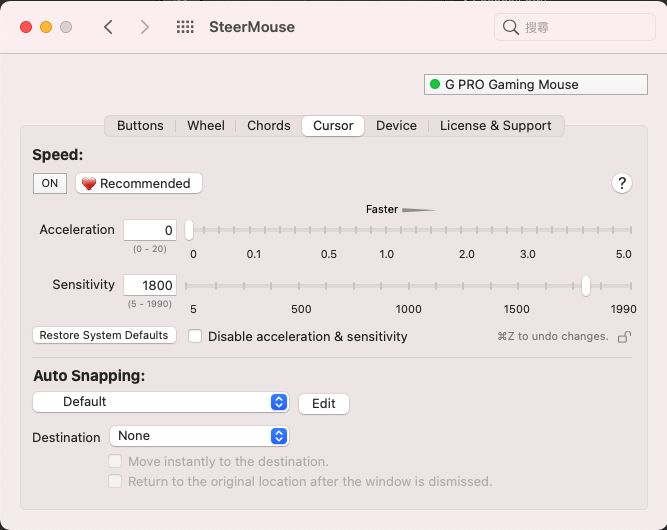 SteerMouse
搜尋
G PRO Gaming Mouse
Buttons Wheel Chords Cursor Device License & Support
Speed:
ON Recommended ?
Faster
Acceleration 0
(0 - 20) 0 0.1 0.5 1.0 2.0 3.0 5.0
Sensitivity 1800
(5 - 1990) 5 500 1000 1500 1990
Restore System Defaults Disable acceleration & sensitivity ⌘Z to undo changes.
Auto Snapping:
Default Edit
Destination None
Move instantly to the destination.
Return to the original location after the window is dismissed.